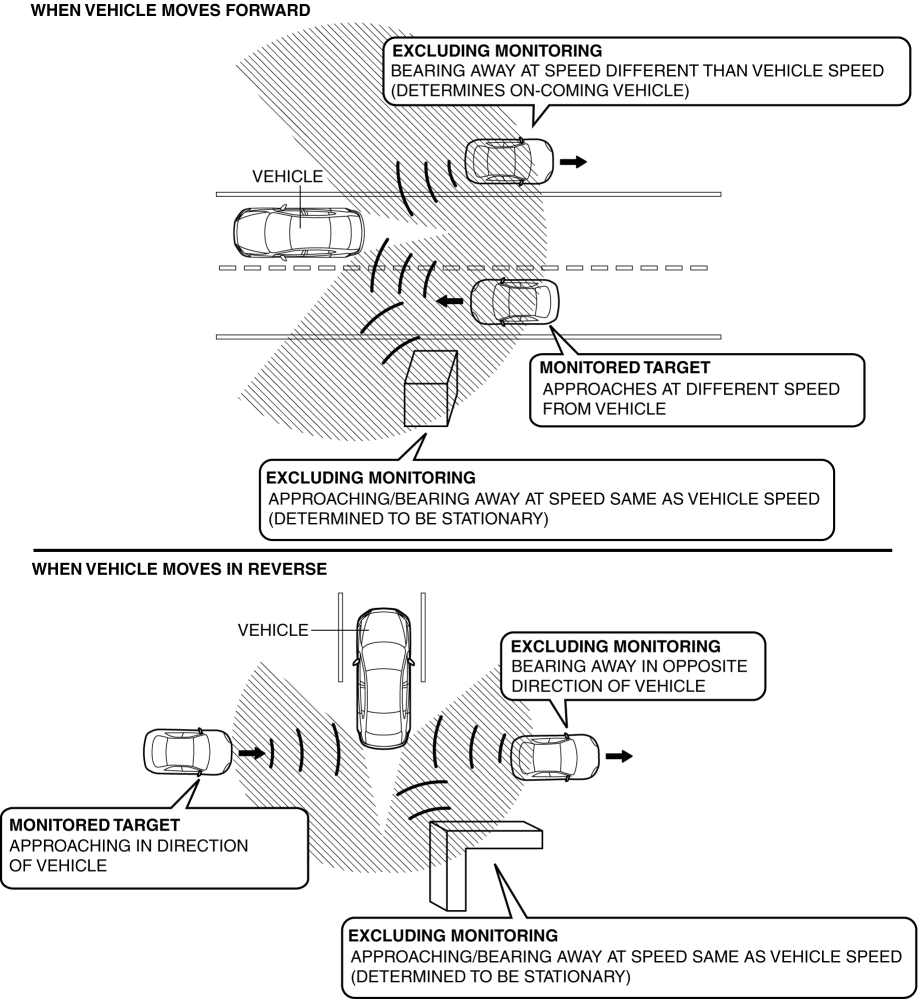 WHEN VEHICLE MOVES FORWARD
EXCLUDING MONITORING
BEARING AWAY AT SPEED DIFFERENT THAN VEHICLE SPEED
(DETERMINES ON-COMING VEHICLE)
VEHICLE
MONITORED TARGET
APPROACHES AT DIFFERENT SPEED
FROM VEHICLE
EXCLUDING MONITORING
APPROACHING/BEARING AWAY AT SPEED SAME AS VEHICLE SPEED
(DETERMINED TO BE STATIONARY)
WHEN VEHICLE MOVES IN REVERSE
VEHICLE
EXCLUDING MONITORING
BEARING AWAY IN OPPOSITE
DIRECTION OF VEHICLE
MONITORED TARGET
APPROACHING IN DIRECTION
OF VEHICLE
EXCLUDING MONITORING
APPROACHING/BEARING AWAY AT SPEED SAME AS VEHICLE SPEED
(DETERMINED TO BE STATIONARY)